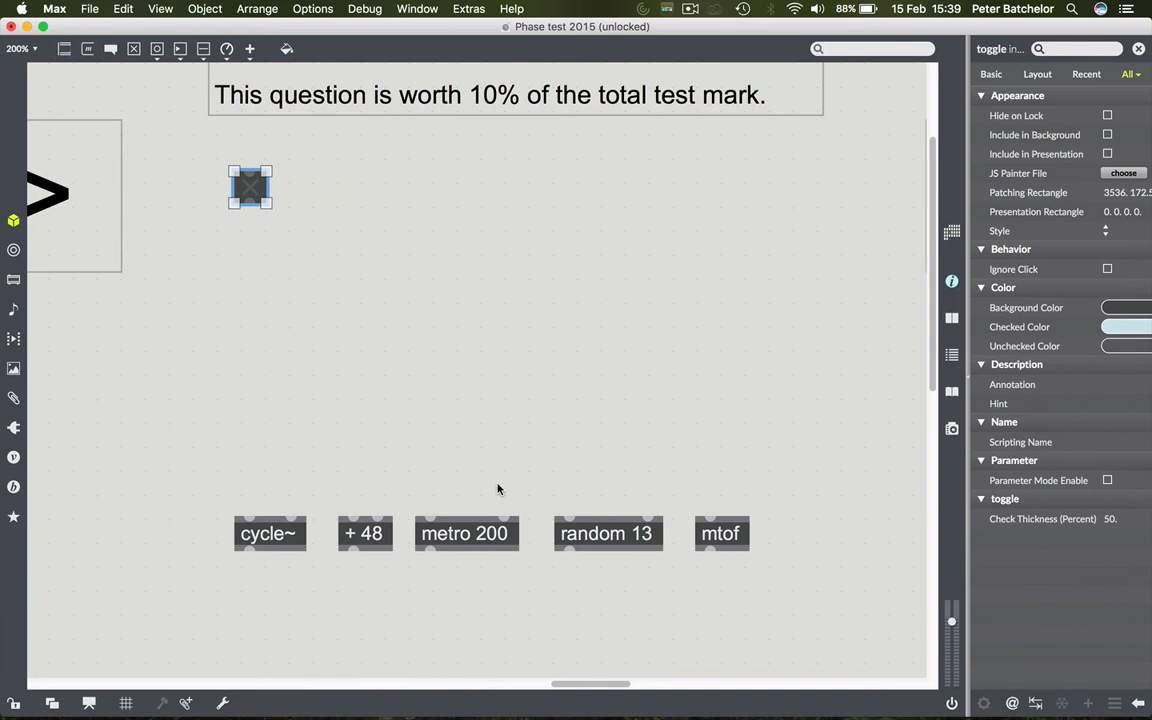 Max File Edit View Object Arrange Options Debug Window Extras Help 88% 15 Feb 15:39 Peter Batchelor
Phase test 2015 (unlocked)
200%
toggle in...
Basic Layout Recent All
This question is worth 10% of the total test mark.
Appearance
Hide on Lock
Include in Background
Include in Presentation
JS Painter File choose
Patching Rectangle 3536. 172.5
Presentation Rectangle 0. 0. 0. 0.
Style
Behavior
Ignore Click
Color
Background Color
Checked Color
Unchecked Color
Description
Annotation
Hint
Name
Scripting Name
Parameter
Parameter Mode Enable
toggle
Check Thickness (Percent) 50.
>
cycle~ + 48 metro 200 random 13 mtof